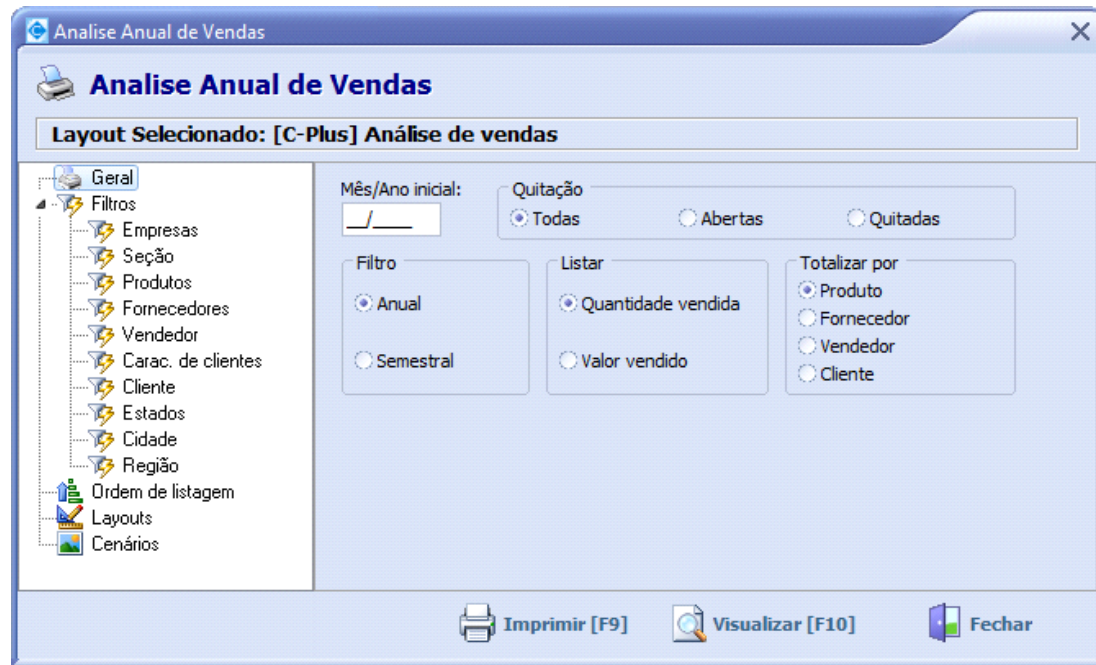 Analise Anual de Vendas
Analise Anual de Vendas
Layout Selecionado: [C-Plus] Análise de vendas
Geral
Filtros
Empresas
Seção
Produtos
Fornecedores
Vendedor
Carac. de clientes
Cliente
Estados
Cidade
Região
Ordem de listagem
Layouts
Cenários
Mês/Ano inicial:
__/____
Quitação
Todas Abertas Quitadas
Filtro
Anual
Semestral
Listar
Quantidade vendida
Valor vendido
Totalizar por
Produto
Fornecedor
Vendedor
Cliente
Imprimir [F9] Visualizar [F10] Fechar